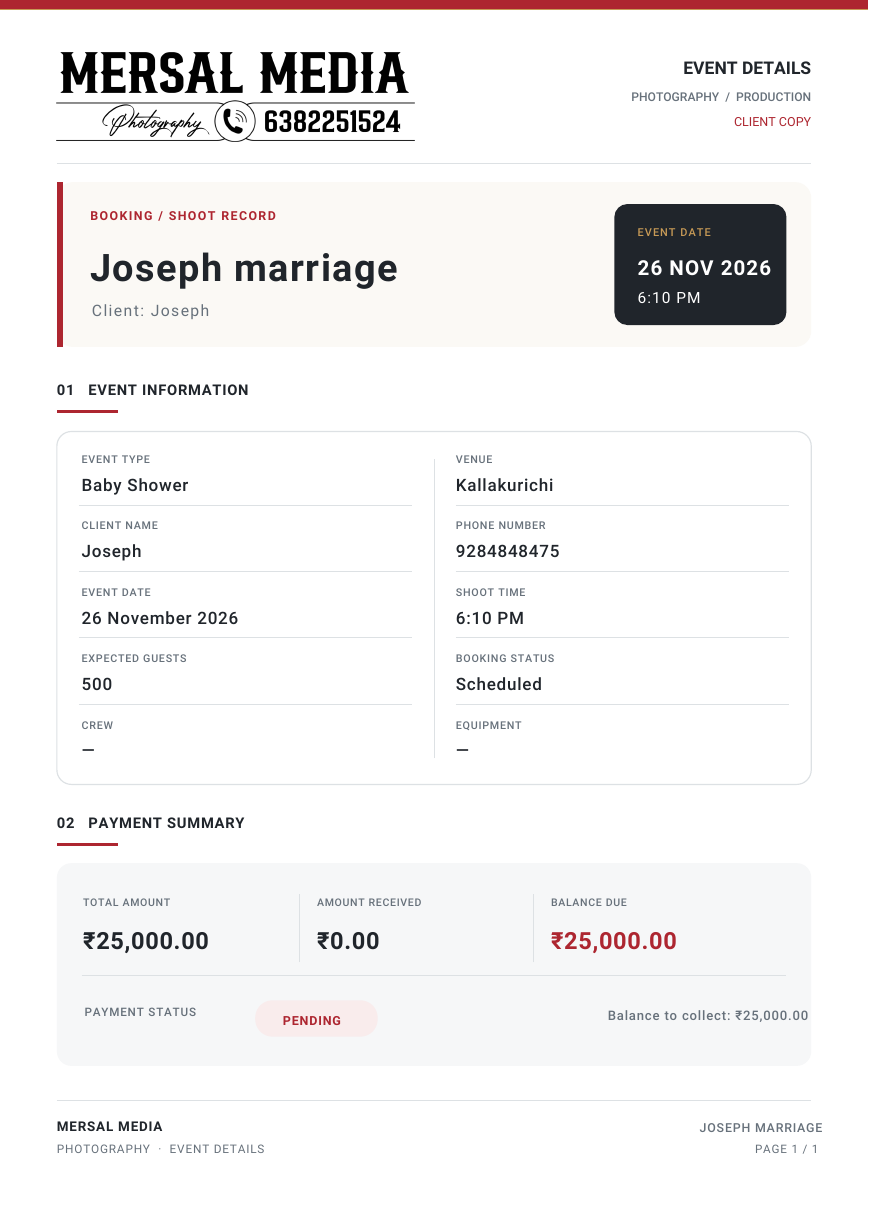 MERSAL MEDIA
Photography 6382251524
EVENT DETAILS
PHOTOGRAPHY / PRODUCTION
CLIENT COPY
BOOKING / SHOOT RECORD
Joseph marriage
Client: Joseph
EVENT DATE
26 NOV 2026
6:10 PM
01 EVENT INFORMATION
EVENT TYPE
Baby Shower
VENUE
Kallakurichi
CLIENT NAME
Joseph
PHONE NUMBER
9284848475
EVENT DATE
26 November 2026
SHOOT TIME
6:10 PM
EXPECTED GUESTS
500
BOOKING STATUS
Scheduled
CREW
—
EQUIPMENT
—
02 PAYMENT SUMMARY
TOTAL AMOUNT
₹25,000.00
AMOUNT RECEIVED
₹0.00
BALANCE DUE
₹25,000.00
PAYMENT STATUS
PENDING
Balance to collect: ₹25,000.00
MERSAL MEDIA
PHOTOGRAPHY · EVENT DETAILS
JOSEPH MARRIAGE
PAGE 1 / 1